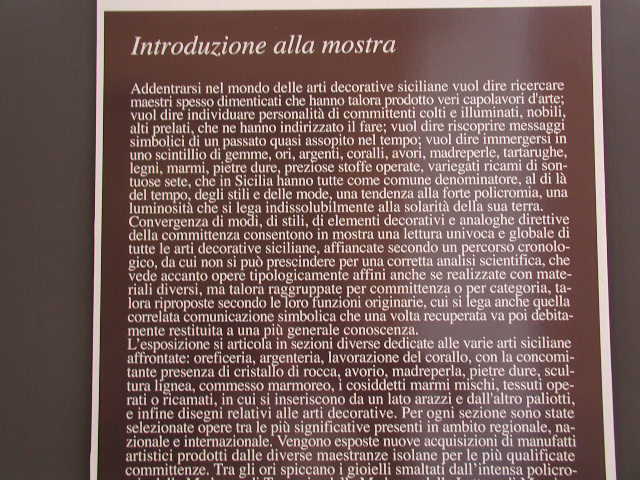 Introduzione alla mostra
Addentrarsi nel mondo delle arti decorative siciliane vuol dire ricercare
maestri spesso dimenticati che hanno talora prodotto veri capolavori d'arte;
vuol dire individuare personalità di committenti colti e illuminati, nobili,
alti prelati, che ne hanno indirizzato il fare; vuol dire riscoprire messaggi
simbolici di un passato quasi assopito nel tempo; vuol dire immergersi in
uno scintillio di gemme, ori, argenti, coralli, avori, madreperle, tartarughe,
legni, marmi, pietre dure, preziose stoffe operate, variegati ricami di son-
tuose sete, che in Sicilia hanno tutte come comune denominatore, al di là
del tempo, degli stili e delle mode, una tendenza alla forte policromia, una
luminosità che si lega indissolubilmente alla solarità della sua terra.
Convergenza di modi, di stili, di elementi decorativi e analoghe direttive
della committenza consentono in mostra una lettura univoca e globale di
tutte le arti decorative siciliane, affiancate secondo un percorso cronolo-
gico, da cui non si può prescindere per una corretta analisi scientifica, che
vede accanto opere tipologicamente affini anche se realizzate con mate-
riali diversi, ma talora raggruppate per committenza o per categoria, ta-
lora riproposte secondo le loro funzioni originarie, cui si lega anche quella
correlata comunicazione simbolica che una volta recuperata va poi debita-
mente restituita a una più generale conoscenza.
L'esposizione si articola in sezioni diverse dedicate alle varie arti siciliane
affrontate: oreficeria, argenteria, lavorazione del corallo, con la concomi-
tante presenza di cristallo di rocca, avorio, madreperla, pietre dure, scul-
tura lignea, commesso marmoreo, i cosiddetti marmi mischi, tessuti ope-
rati o ricamati, in cui si inseriscono da un lato arazzi e dall'altro paliotti,
e infine disegni relativi alle arti decorative. Per ogni sezione sono state
selezionate opere tra le più significative presenti in ambito regionale, na-
zionale e internazionale. Vengono esposte nuove acquisizioni di manufatti
artistici prodotti dalle diverse maestranze isolane per le più qualificate
committenze. Tra gli ori spiccano i gioielli smaltati dall'intensa policro-